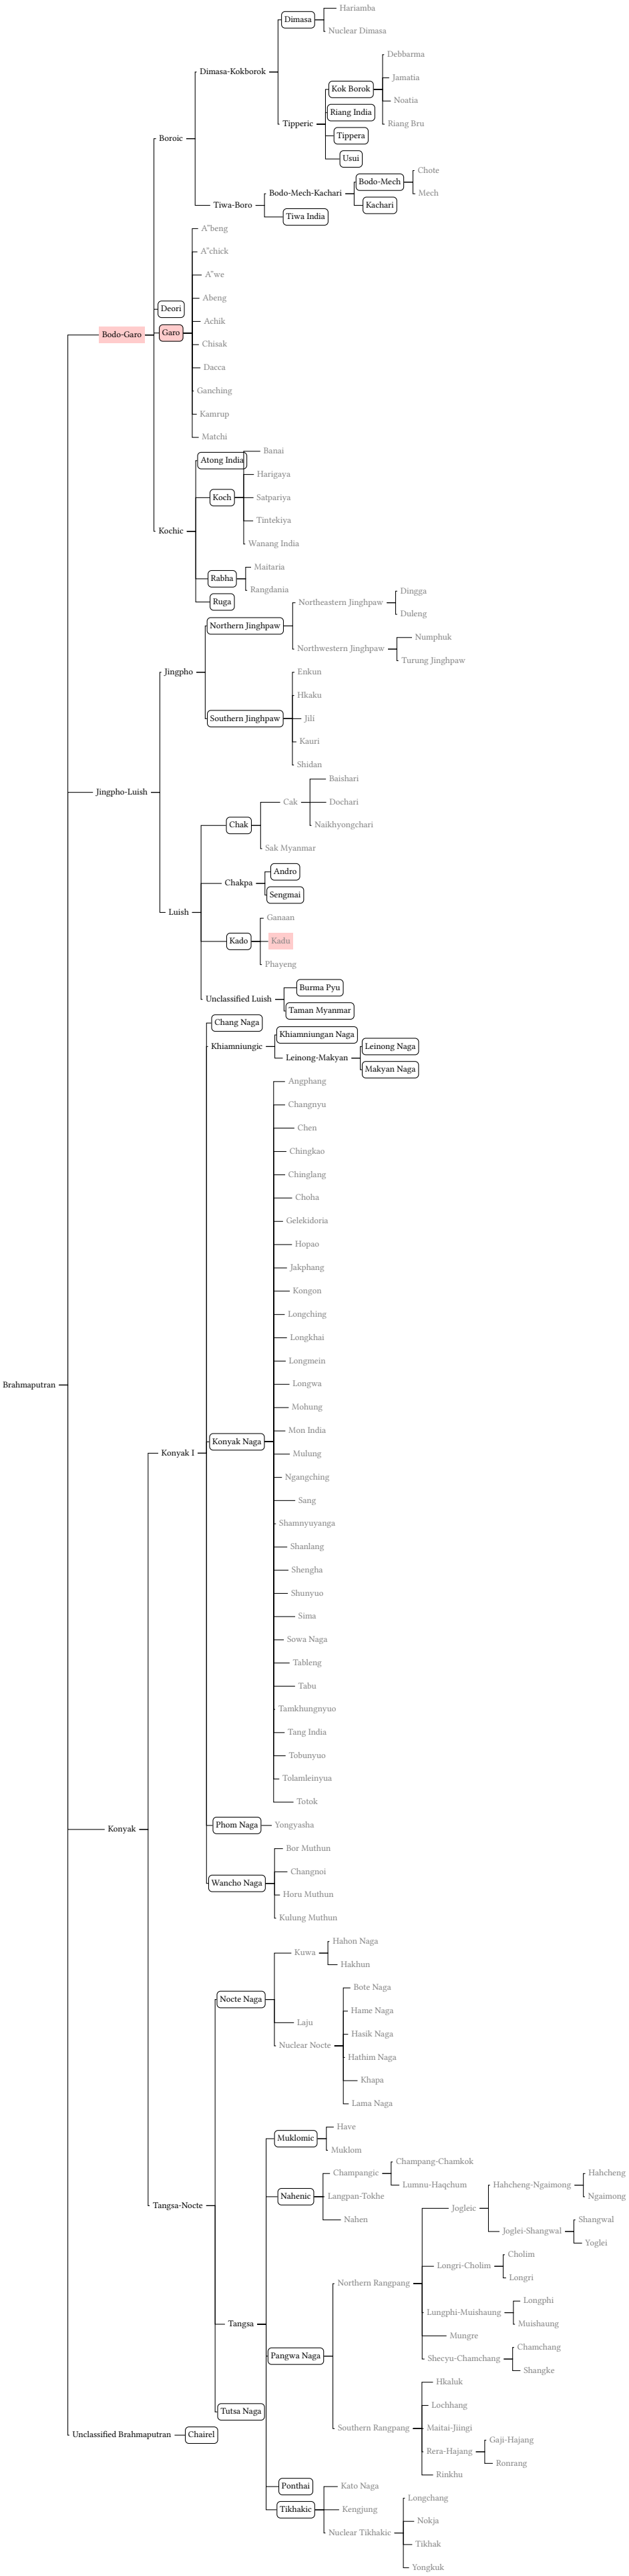 Hariamba
Dimasa
Nuclear Dimasa
Debbarma
Dimasa-Kokborok
Jamatia
Kok Borok
Noatia
Riang India
Tipperic
Riang Bru
Tippera
Boroic
Usui
Chote
Bodo-Mech
Bodo-Mech-Kachari
Mech
Tiwa-Boro
Kachari
Tiwa India
A"beng
A"chick
A"we
Abeng
Deori
Achik
Bodo-Garo
Garo
Chisak
Dacca
Ganching
Kamrup
Matchi
Banai
Atong India
Harigaya
Koch
Satpariya
Tintekiya
Kochic
Wanang India
Maitaria
Rabha
Rangdania
Dingga
Ruga
Northeastern Jinghpaw
Duleng
Northern Jinghpaw
Numphuk
Northwestern Jinghpaw
Turung Jinghpaw
Jingpho
Enkun
Hkaku
Southern Jinghpaw
Jili
Kauri
Shidan
Baishari
Jingpho-Luish
Cak
Dochari
Chak
Naikhyongchari
Sak Myanmar
Andro
Chakpa
Sengmai
Luish
Ganaan
Kado
Kadu
Phayeng
Burma Pyu
Unclassified Luish
Taman Myanmar
Chang Naga
Khiamniungan Naga
Khiamniungic
Leinong Naga
Leinong-Makyan
Makyan Naga
Angphang
Changnyu
Chen
Chingkao
Chinglang
Choha
Gelekidoria
Hopao
Jakphang
Kongon
Longching
Longkhai
Longmein
Brahmaputran
Longwa
Mohung
Mon India
Konyak Naga
Konyak I
Mulung
Ngangching
Sang
Shamnyuyanga
Shanlang
Shengha
Shunyuo
Sima
Sowa Naga
Tableng
Tabu
Tamkhungnyuo
Tang India
Tobunyuo
Tolamleinyua
Totok
Phom Naga
Yongyasha
Konyak
Bor Muthun
Changnoi
Wancho Naga
Horu Muthun
Kulung Muthun
Hahon Naga
Kuwa
Hakhun
Bote Naga
Nocte Naga
Hame Naga
Laju
Hasik Naga
Nuclear Nocte
Hathim Naga
Khapa
Lama Naga
Have
Muklomic
Muklom
Champang-Chamkok
Champangic
Hahcheng
Lumnu-Haqchum
Hahcheng-Ngaimong
Nahenic
Langpan-Tokhe
Ngaimong
Tangsa-Nocte
Jogleic
Nahen
Shangwal
Joglei-Shangwal
Yoglei
Cholim
Longri-Cholim
Longri
Northern Rangpang
Longphi
Lungphi-Muishaung
Muishaung
Tangsa
Mungre
Chamchang
Pangwa Naga
Shecyu-Chamchang
Shangke
Hkaluk
Lochhang
Tutsa Naga
Southern Rangpang
Maitai-Jiingi
Unclassified Brahmaputran
Chairel
Gaji-Hajang
Rera-Hajang
Ronrang
Rinkhu
Ponthai
Kato Naga
Longchang
Tikhakic
Kengjung
Nokja
Nuclear Tikhakic
Tikhak
Yongkuk